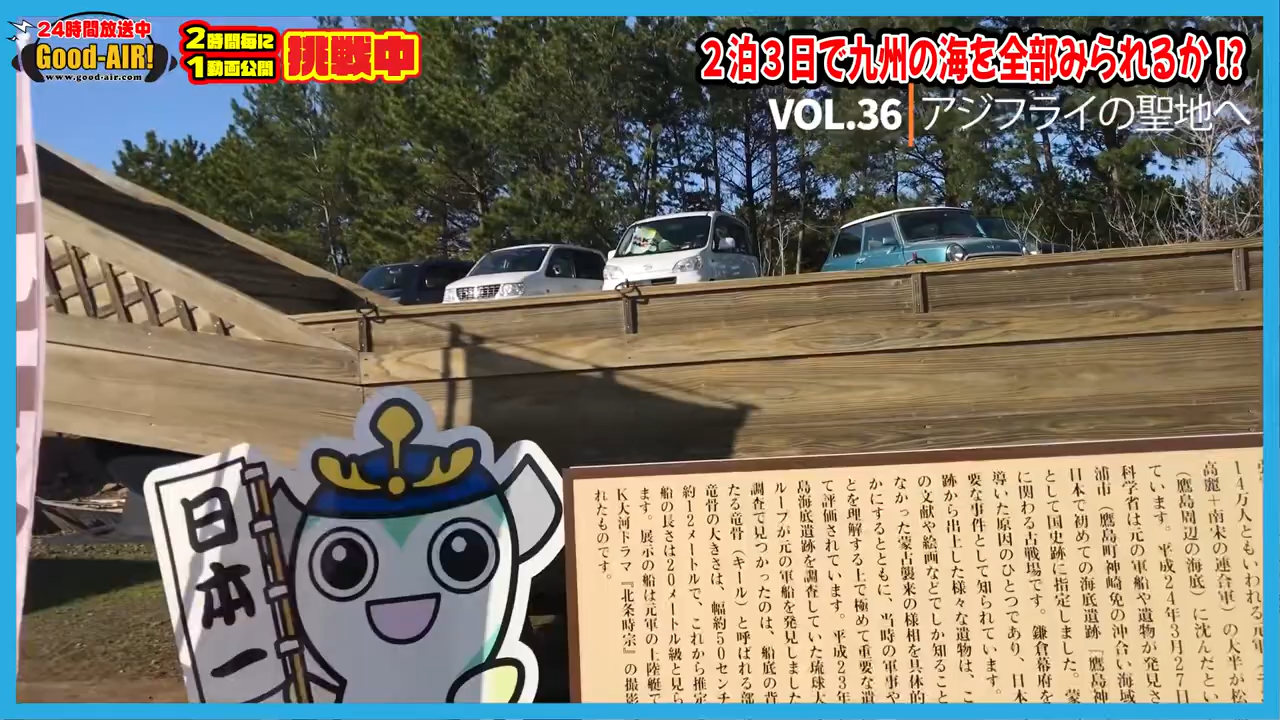 24時間放送中
Good-AIR!
www.good-air.com
2時間毎に
1動画公開
挑戦中
2泊3日で九州の海を全部みられるか!?
VOL.36
アジフライの聖地へ
日本一
14万人ともいわれる元軍
高麗＋南宋の連合軍）の大半が松
（鷹島周辺の海底）に沈んだとい
ています。平成24年3月27日
科学省は元の軍船や遺物が発見さ
浦市（鷹島町神崎免の沖合い海域
日本で初めての海底遺跡「鷹島神
として国史跡に指定しました。蒙
に関わる古戦場です。鎌倉幕府を
導いた原因のひとつであり、日本
要な事件として知られています。
跡から出土した様々な遺物は、こ
の文献や絵画などでしか知ること
なかった蒙古襲来の様相を具体的
かにするとともに、当時の軍事や
とを理解する上で極めて重要な遺
て評価されています。平成23年
島海底遺跡を調査していた琉球大
ループが元の軍船を発見しました
調査で見つかったのは、船底の背
たる竜骨（キール）と呼ばれる部
竜骨の大きさは、幅約50センチ
約12メートルで、これから推定
船の長さは20メートル級と見ら
ます。展示の船は元軍の上陸艇で
K大河ドラマ『北条時宗』の撮影
れたものです。